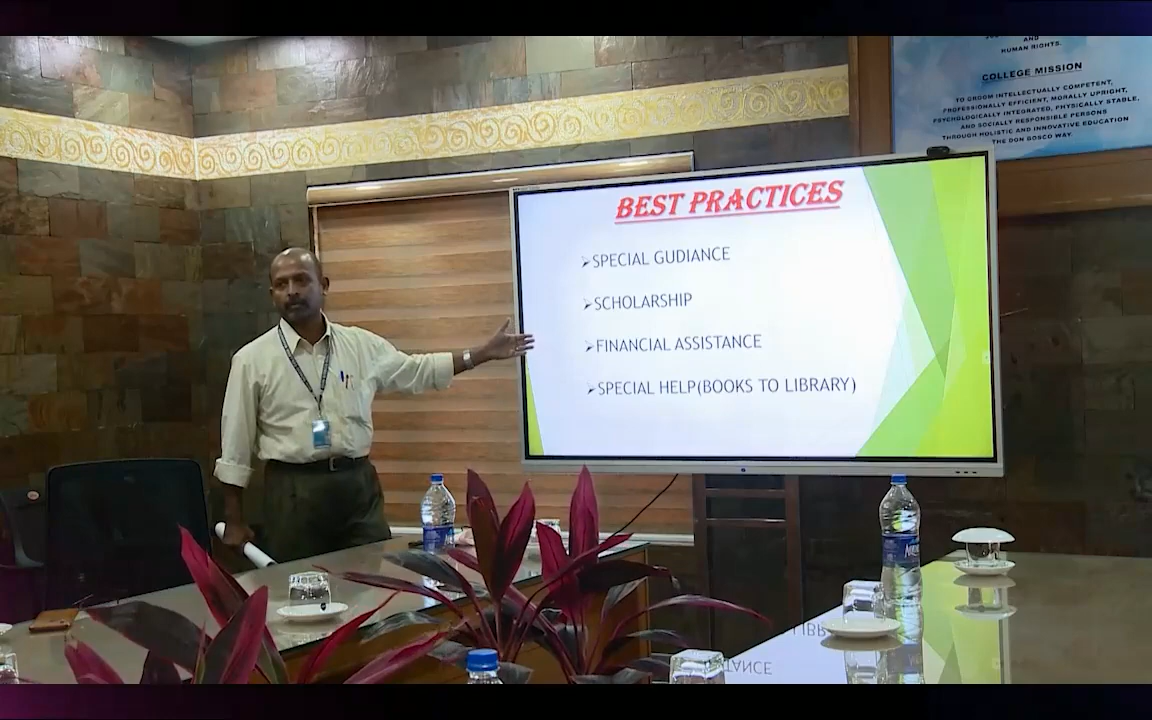 AND
HUMAN RIGHTS.
COLLEGE MISSION
TO GROOM INTELLECTUALLY COMPETENT,
PROFESSIONALLY EFFICIENT, MORALLY UPRIGHT,
PSYCHOLOGICALLY INTEGRATED, PHYSICALLY STABLE,
AND SOCIALLY RESPONSIBLE PERSONS
THROUGH HOLISTIC AND INNOVATIVE EDUCATION
THE DON BOSCO WAY.
BEST PRACTICES
➢SPECIAL GUDIANCE
➢SCHOLARSHIP
➢FINANCIAL ASSISTANCE
➢SPECIAL HELP(BOOKS TO LIBRARY)